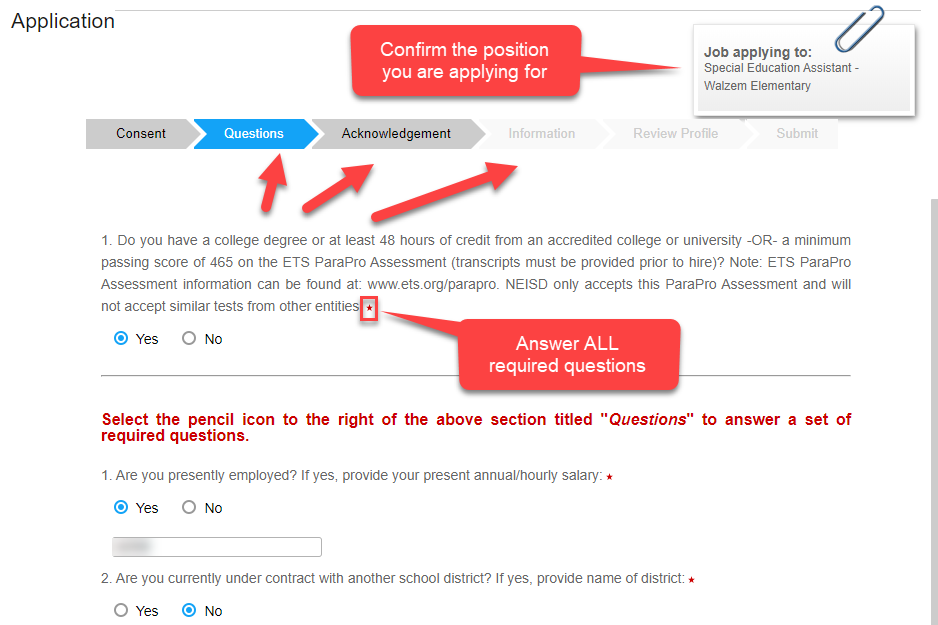 Application
Confirm the position
you are applying for
Job applying to:
Special Education Assistant -
Walzem Elementary
Consent Questions Acknowledgement Information Review Profile Submit
1. Do you have a college degree or at least 48 hours of credit from an accredited college or university -OR- a minimum
passing score of 465 on the ETS ParaPro Assessment (transcripts must be provided prior to hire)? Note: ETS ParaPro
Assessment information can be found at: www.ets.org/parapro. NEISD only accepts this ParaPro Assessment and will
not accept similar tests from other entities ★
Yes No
Answer ALL
required questions
Select the pencil icon to the right of the above section titled "Questions" to answer a set of
required questions.
1. Are you presently employed? If yes, provide your present annual/hourly salary: ★
Yes No
2. Are you currently under contract with another school district? If yes, provide name of district: ★
Yes No